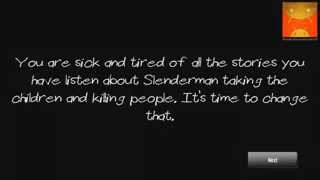 You are sick and tired of all the stories you
have listen about Slenderman taking the
children and killing people. It's time to change
that.
Next